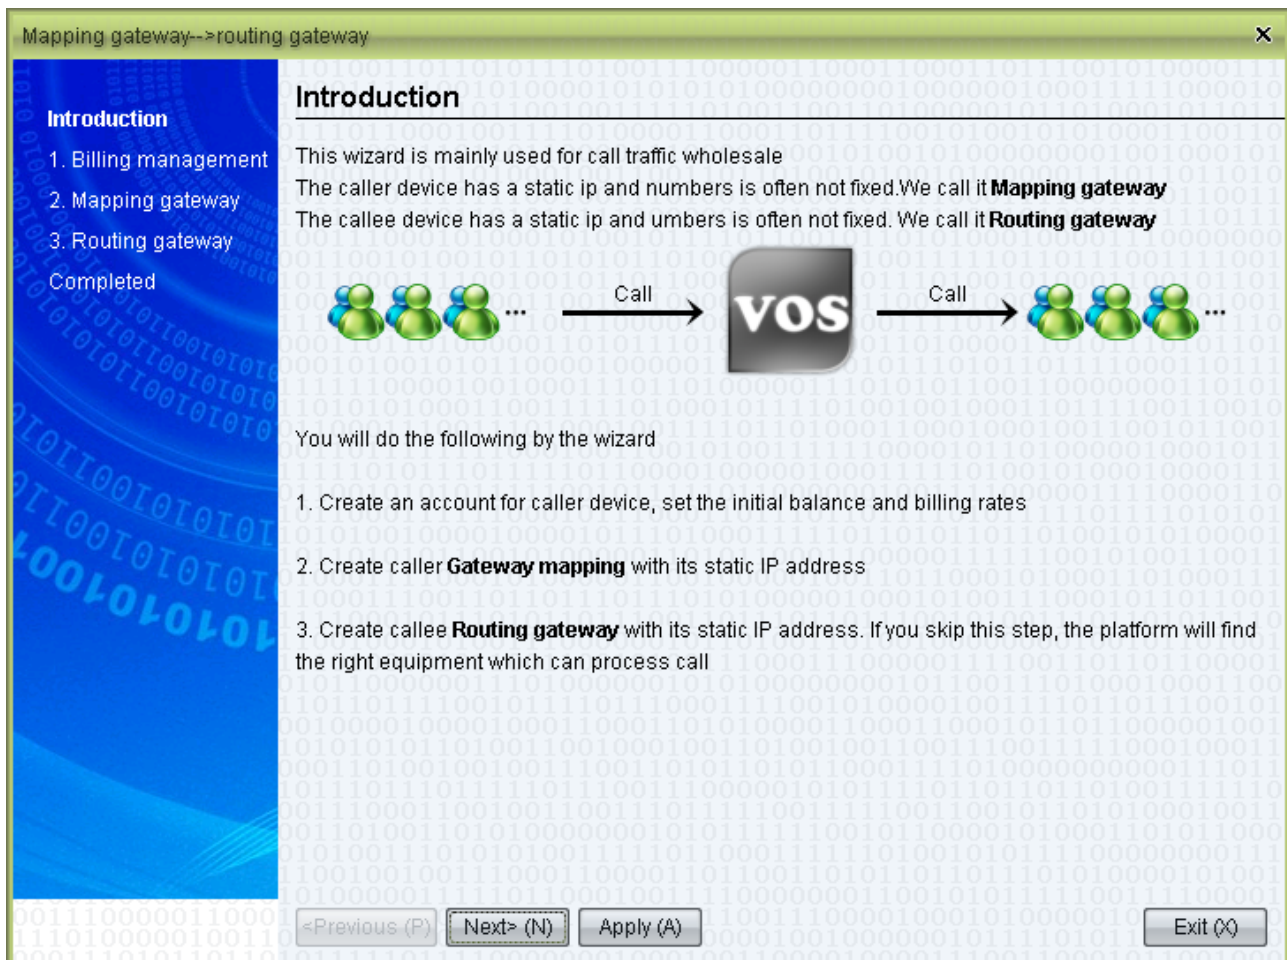 Mapping gateway-->routing gateway
Introduction
1. Billing management
2. Mapping gateway
3. Routing gateway
Completed
Introduction
This wizard is mainly used for call traffic wholesale
The caller device has a static ip and numbers is often not fixed.We call it Mapping gateway
The callee device has a static ip and umbers is often not fixed. We call it Routing gateway
... Call VOS Call ...
You will do the following by the wizard
1. Create an account for caller device, set the initial balance and billing rates
2. Create caller Gateway mapping with its static IP address
3. Create callee Routing gateway with its static IP address. If you skip this step, the platform will find
the right equipment which can process call
<Previous (P) Next> (N) Apply (A) Exit (X)